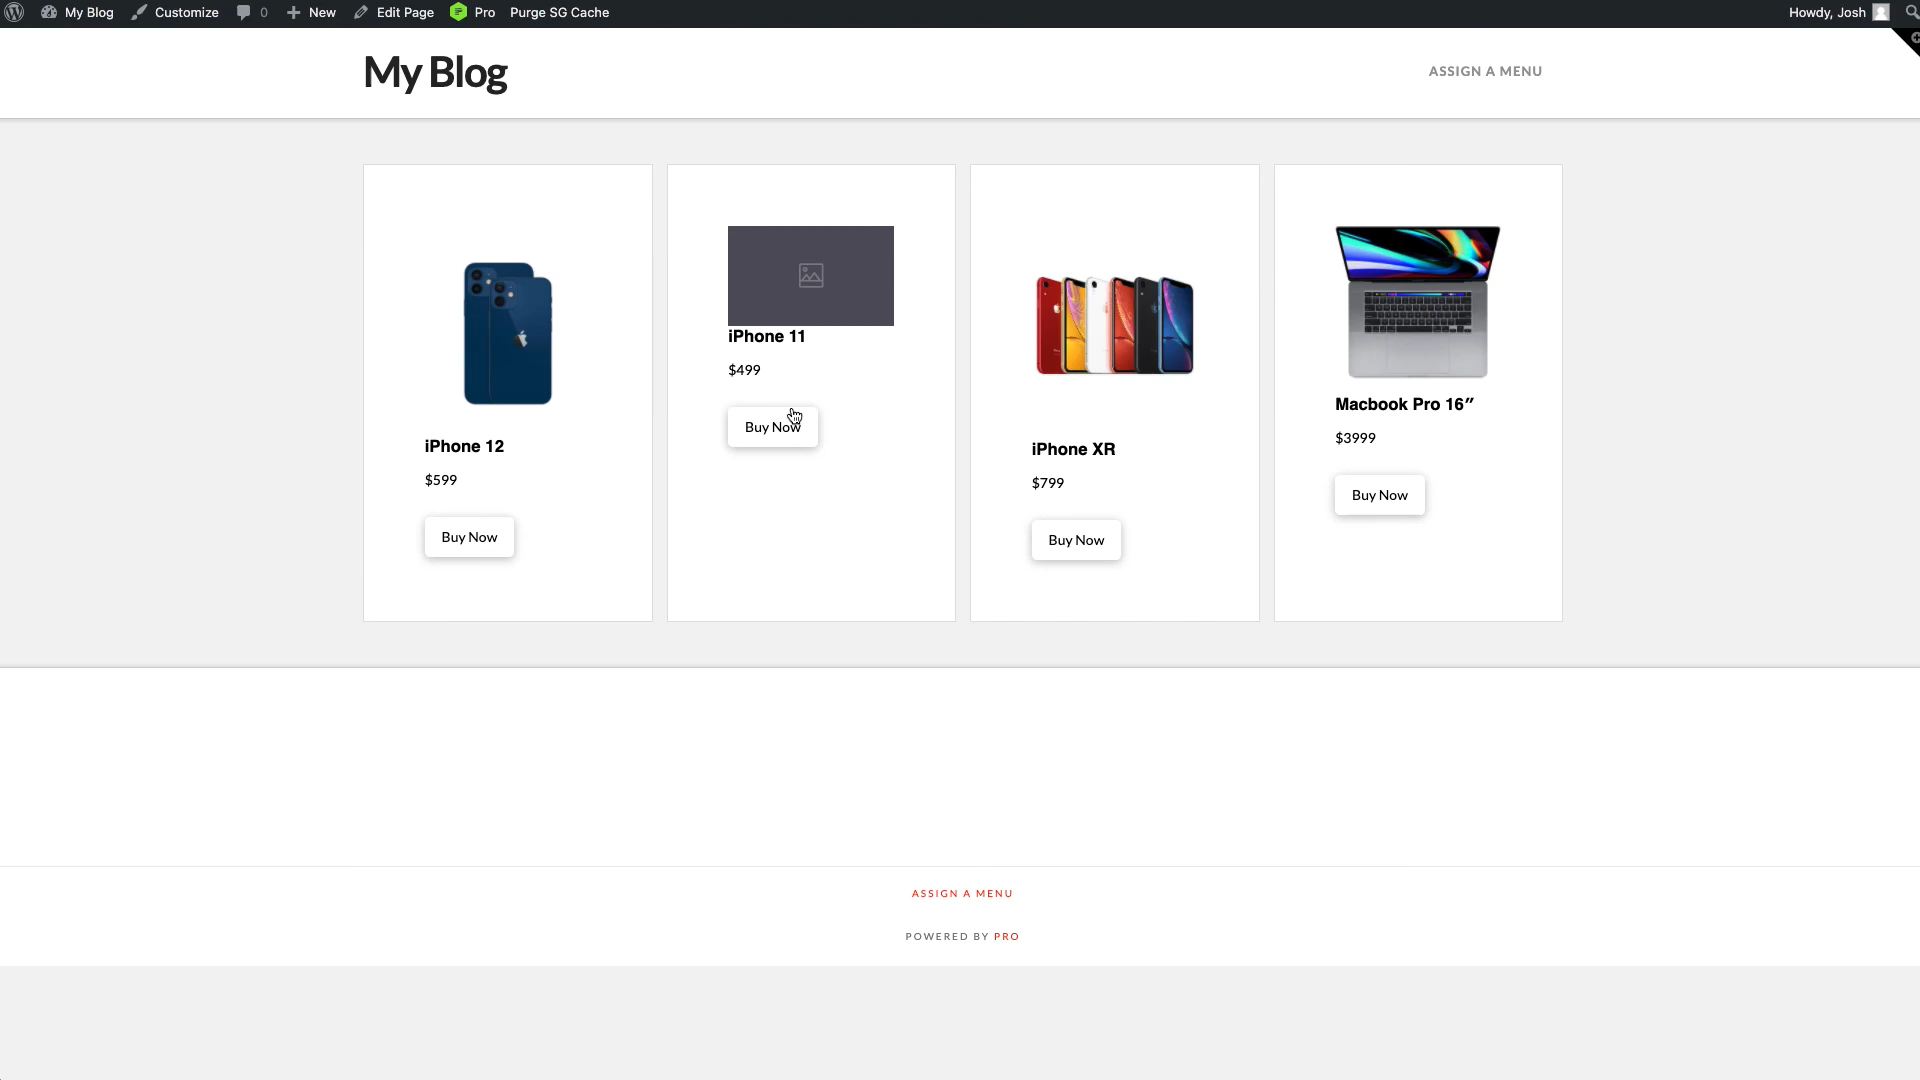 My Blog Customize 0 New Edit Page Pro Purge SG Cache Howdy, Josh
My Blog
ASSIGN A MENU
iPhone 12
$599
Buy Now
iPhone 11
$499
Buy Now
iPhone XR
$799
Buy Now
Macbook Pro 16″
$3999
Buy Now
ASSIGN A MENU
POWERED BY PRO